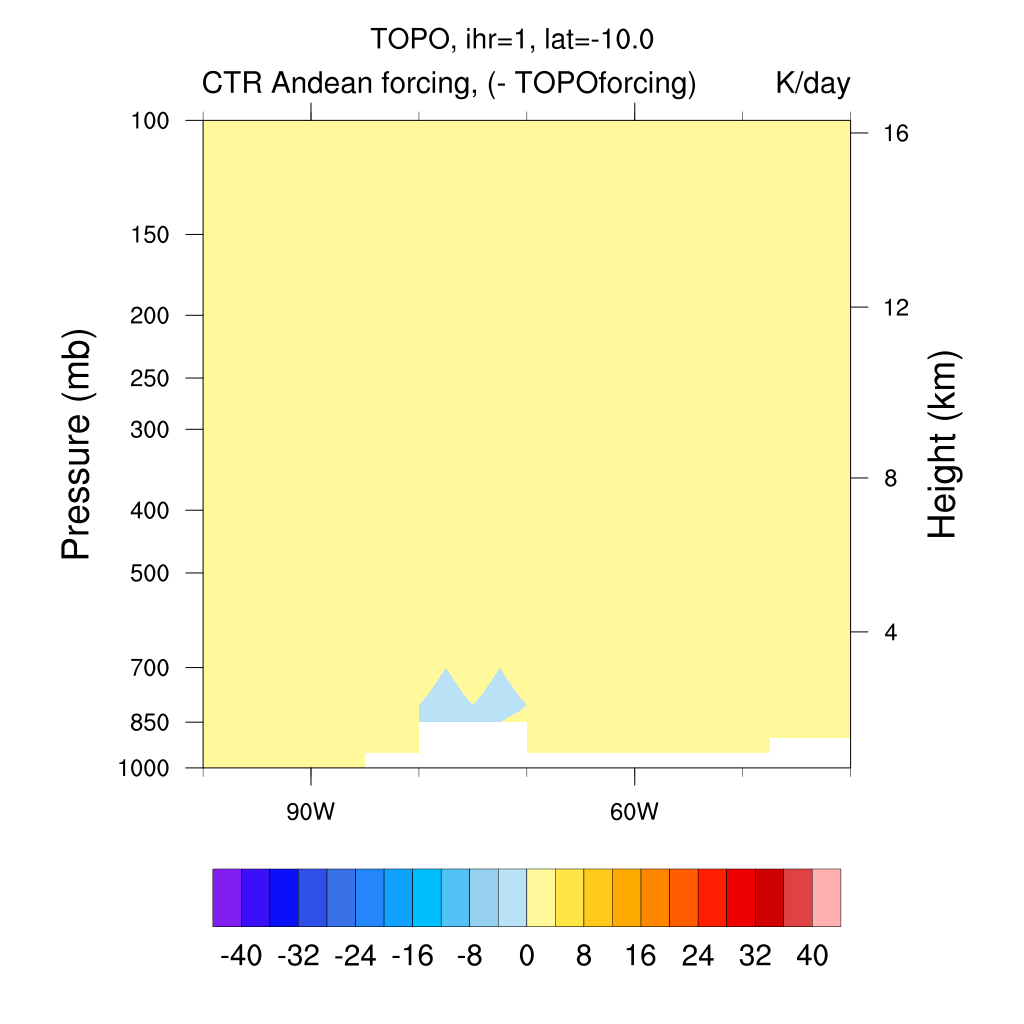 TOPO, ihr=1, lat=-10.0
CTR Andean forcing, (- TOPOforcing) K/day
Pressure (mb)
100
150
200
250
300
400
500
700
850
1000
16
12
8
4
Height (km)
90W 60W
-40 -32 -24 -16 -8 0 8 16 24 32 40